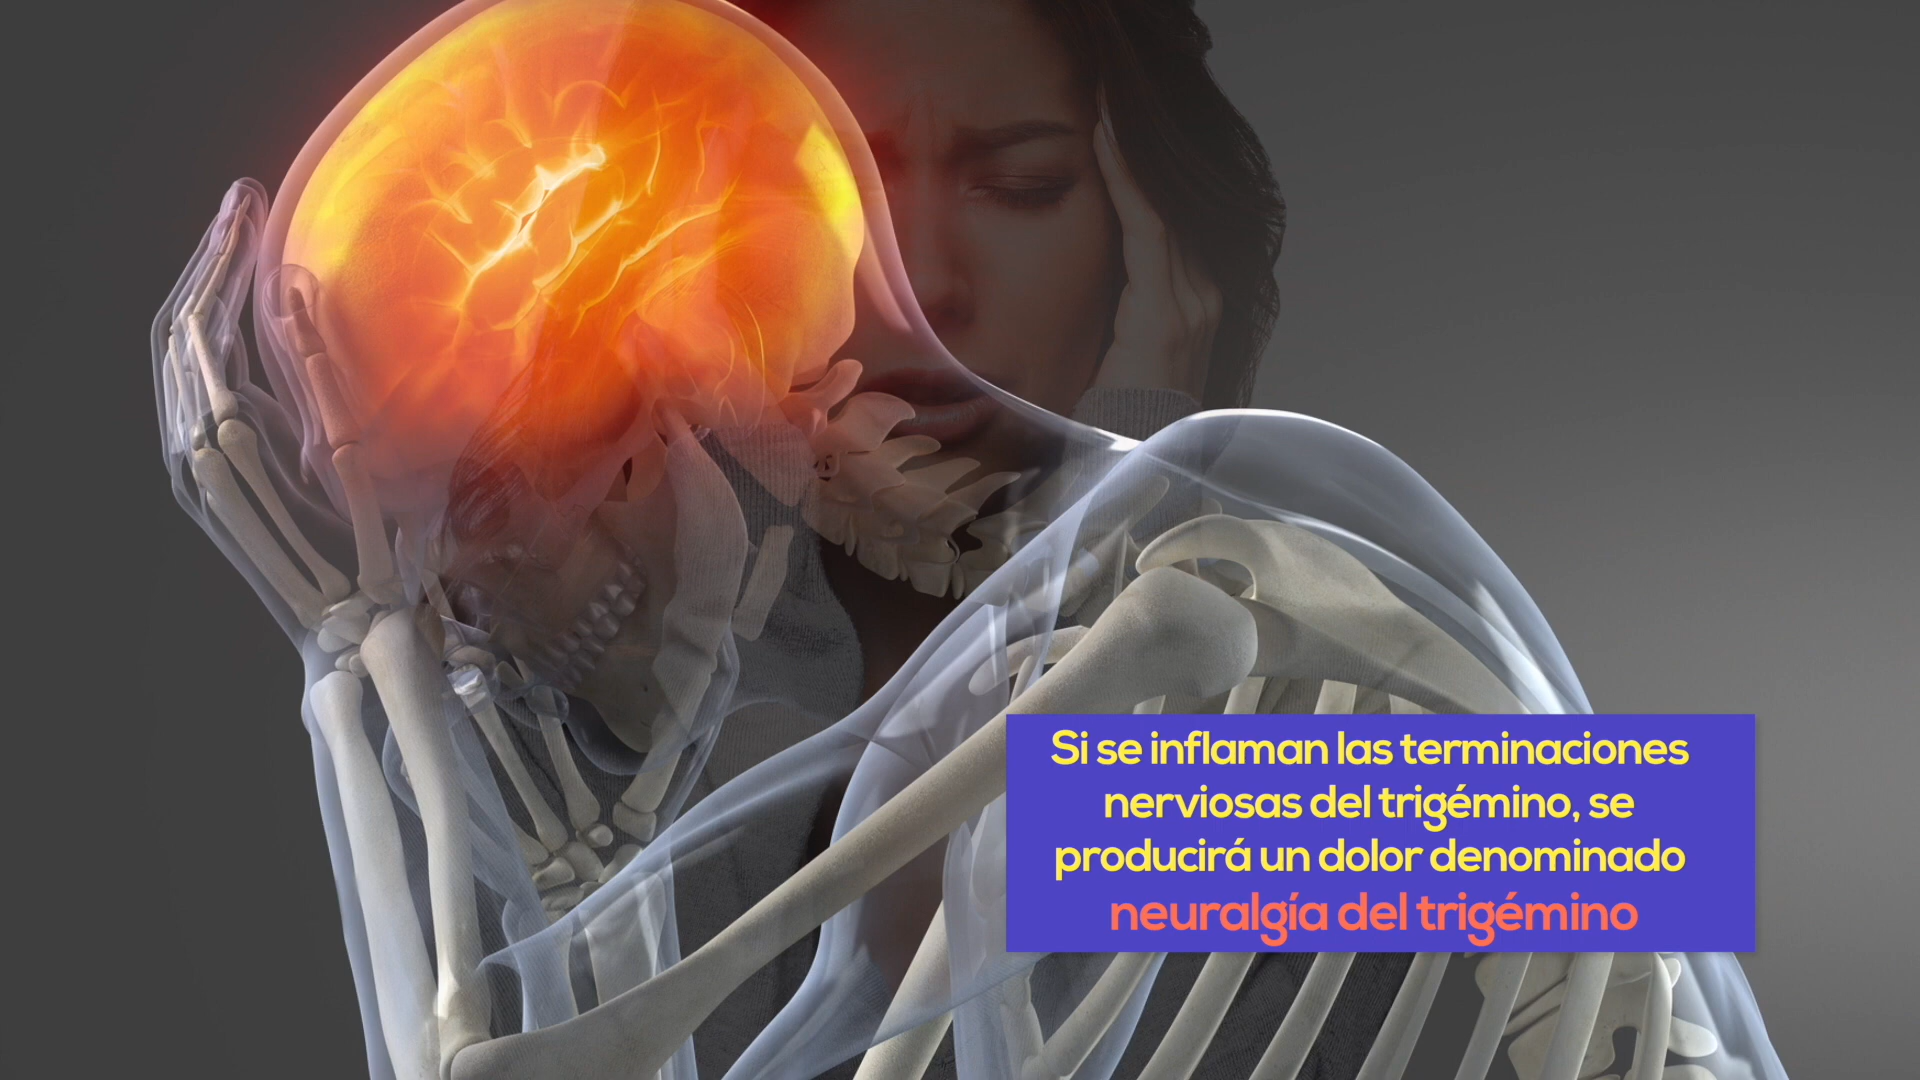 Si se inflaman las terminaciones
nerviosas del trigémino, se
producirá un dolor denominado
neuralgía del trigémino